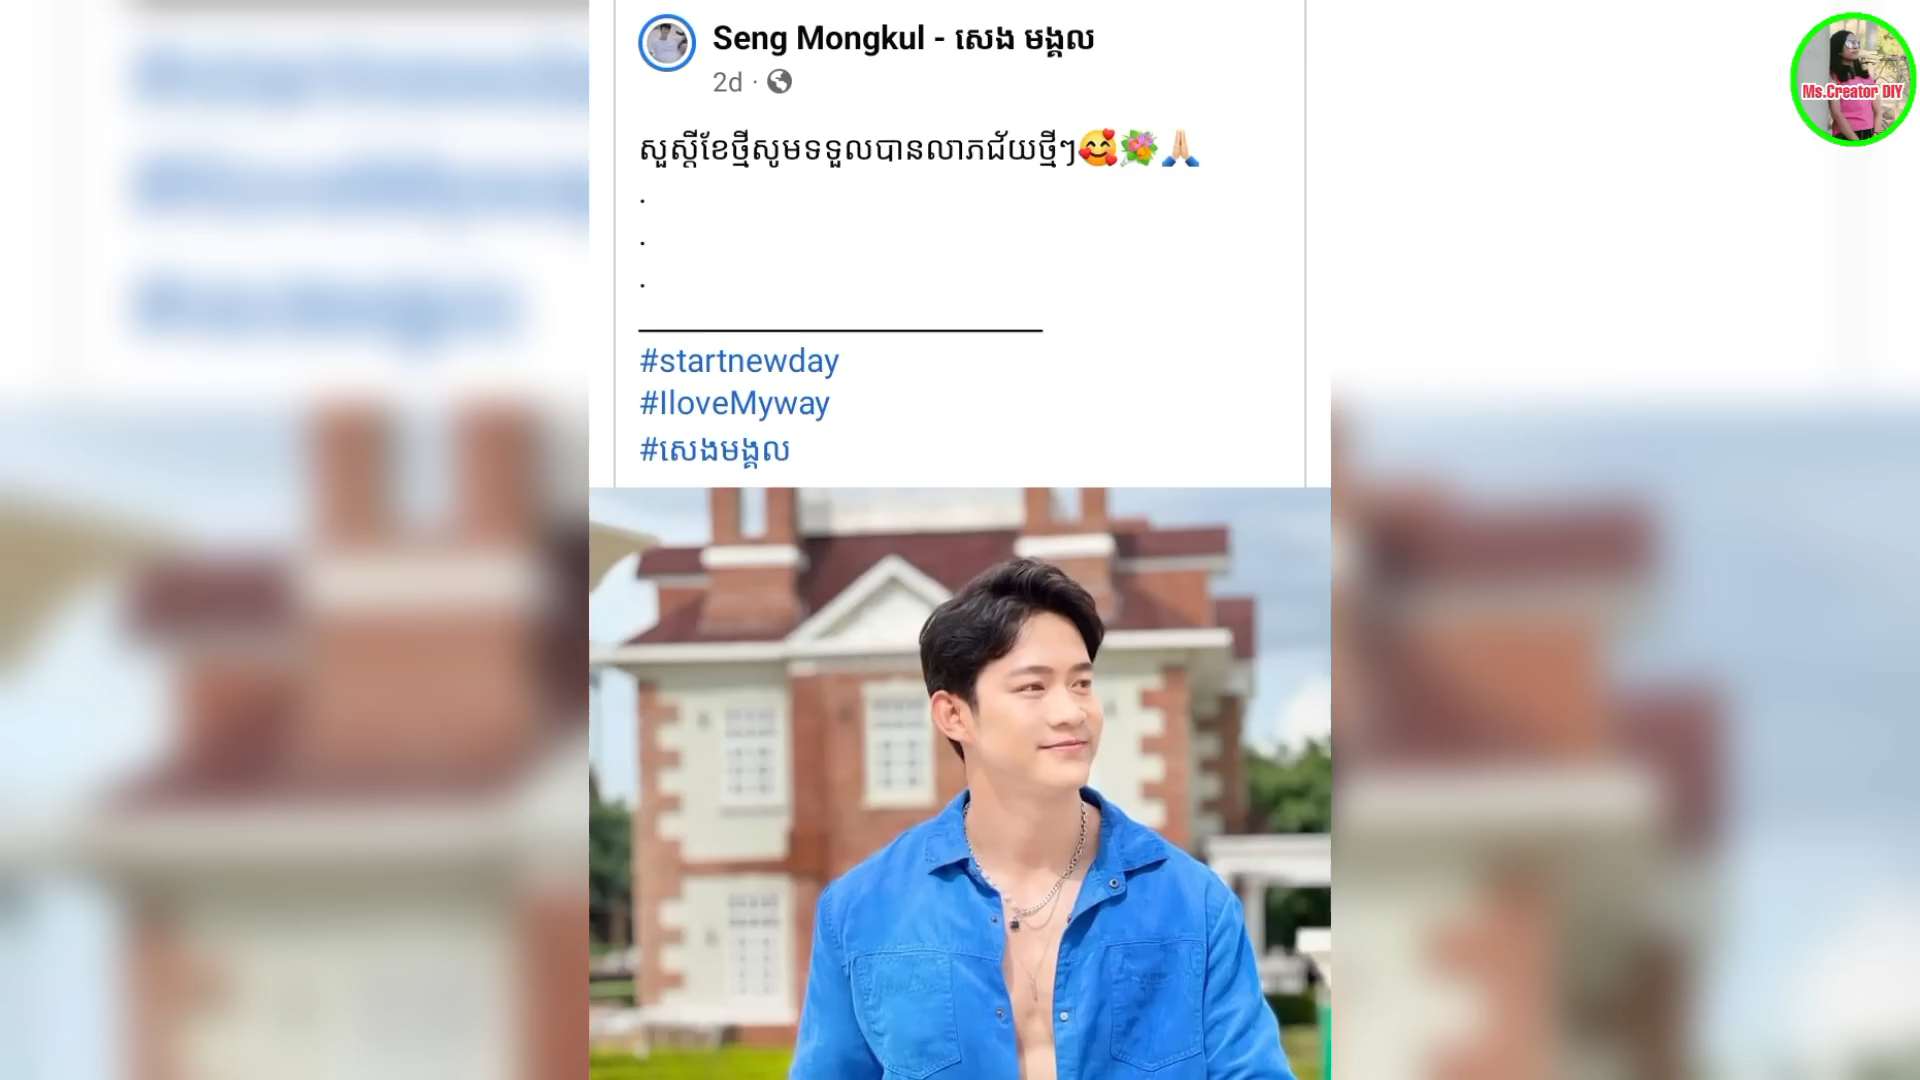 Seng Mongkul - សេង មង្គល
2d ·
Ms.Creator DIY
សួស្តីខែថ្មីសូមទទួលបានលាភជ័យថ្មីៗ🥰💐🙏🏼
.
.
.
#startnewday
#IloveMyway
#សេងមង្គល